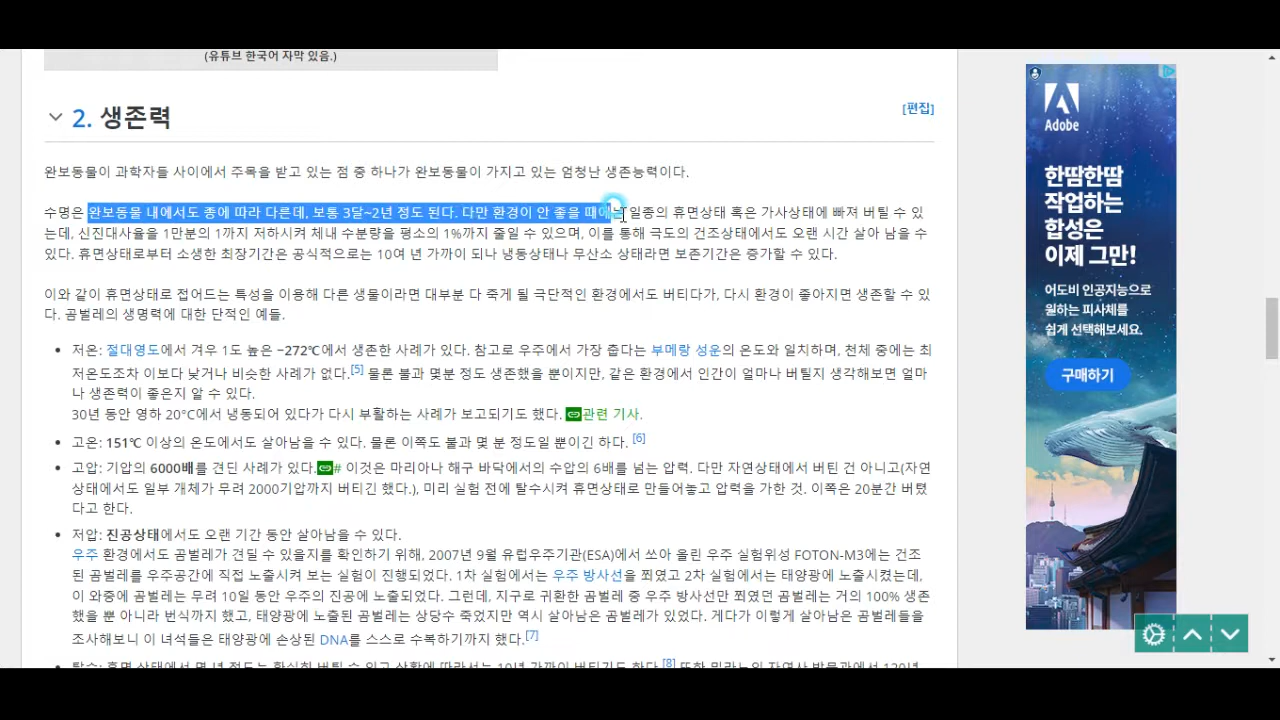 (유튜브 한국어 자막 있음.)
2. 생존력
[편집]
완보동물이 과학자들 사이에서 주목을 받고 있는 점 중 하나가 완보동물이 가지고 있는 엄청난 생존능력이다.
수명은 완보동물 내에서도 종에 따라 다른데, 보통 3달~2년 정도 된다. 다만 환경이 안 좋을 때에는 일종의 휴면상태 혹은 가사상태에 빠져 버틸 수 있
는데, 신진대사율을 1만분의 1까지 저하시켜 체내 수분량을 평소의 1%까지 줄일 수 있으며, 이를 통해 극도의 건조상태에서도 오랜 시간 살아 남을 수
있다. 휴면상태로부터 소생한 최장기간은 공식적으로는 10여 년 가까이 되나 냉동상태나 무산소 상태라면 보존기간은 증가할 수 있다.
이와 같이 휴면상태로 접어드는 특성을 이용해 다른 생물이라면 대부분 다 죽게 될 극단적인 환경에서도 버티다가, 다시 환경이 좋아지면 생존할 수 있
다. 곰벌레의 생명력에 대한 단적인 예들.
• 저온: 절대영도에서 겨우 1도 높은 −272℃에서 생존한 사례가 있다. 참고로 우주에서 가장 춥다는 부메랑 성운의 온도와 일치하며, 천체 중에는 최
저온도조차 이보다 낮거나 비슷한 사례가 없다.[5] 물론 불과 몇분 정도 생존했을 뿐이지만, 같은 환경에서 인간이 얼마나 버틸지 생각해보면 얼마
나 생존력이 좋은지 알 수 있다.
30년 동안 영하 20°C에서 냉동되어 있다가 다시 부활하는 사례가 보고되기도 했다. 관련 기사.
• 고온: 151℃ 이상의 온도에서도 살아남을 수 있다. 물론 이쪽도 불과 몇 분 정도일 뿐이긴 하다. [6]
• 고압: 기압의 6000배를 견딘 사례가 있다.# 이것은 마리아나 해구 바닥에서의 수압의 6배를 넘는 압력. 다만 자연상태에서 버틴 건 아니고(자연
상태에서도 일부 개체가 무려 2000기압까지 버티긴 했다.), 미리 실험 전에 탈수시켜 휴면상태로 만들어놓고 압력을 가한 것. 이쪽은 20분간 버텼
다고 한다.
• 저압: 진공상태에서도 오랜 기간 동안 살아남을 수 있다.
우주 환경에서도 곰벌레가 견딜 수 있을지를 확인하기 위해, 2007년 9월 유럽우주기관(ESA)에서 쏘아 올린 우주 실험위성 FOTON-M3에는 건조
된 곰벌레를 우주공간에 직접 노출시켜 보는 실험이 진행되었다. 1차 실험에서는 우주 방사선을 쬐였고 2차 실험에서는 태양광에 노출시켰는데,
이 와중에 곰벌레는 무려 10일 동안 우주의 진공에 노출되었다. 그런데, 지구로 귀환한 곰벌레 중 우주 방사선만 쬐였던 곰벌레는 거의 100% 생존
했을 뿐 아니라 번식까지 했고, 태양광에 노출된 곰벌레는 상당수 죽었지만 역시 살아남은 곰벌레가 있었다. 게다가 이렇게 살아남은 곰벌레들을
조사해보니 이 녀석들은 태양광에 손상된 DNA를 스스로 수복하기까지 했다.[7]
Adobe
한땀한땀
작업하는
합성은
이제 그만!
어도비 인공지능으로
원하는 피사체를
쉽게 선택해보세요.
구매하기